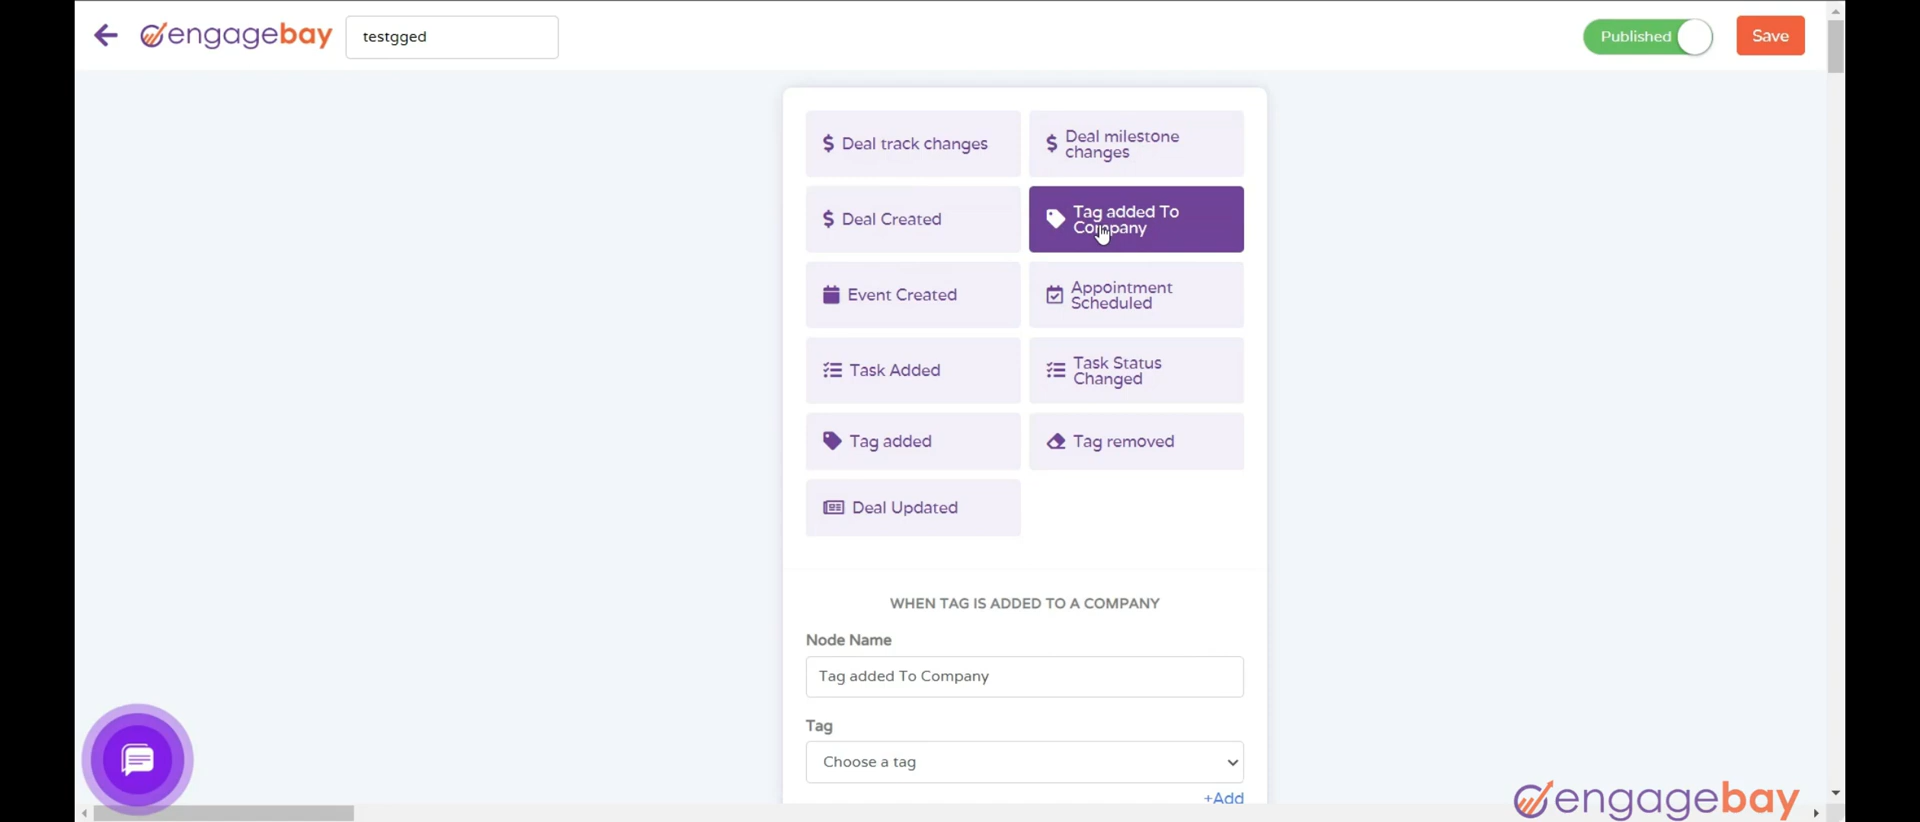 engagebay
testgged
Published
Save
Deal track changes
Deal milestone
changes
Deal Created
Tag added To
Company
Event Created
Appointment
Scheduled
Task Added
Task Status
Changed
Tag added
Tag removed
Deal Updated
WHEN TAG IS ADDED TO A COMPANY
Node Name
Tag added To Company
Tag
Choose a tag
+Add
engagebay